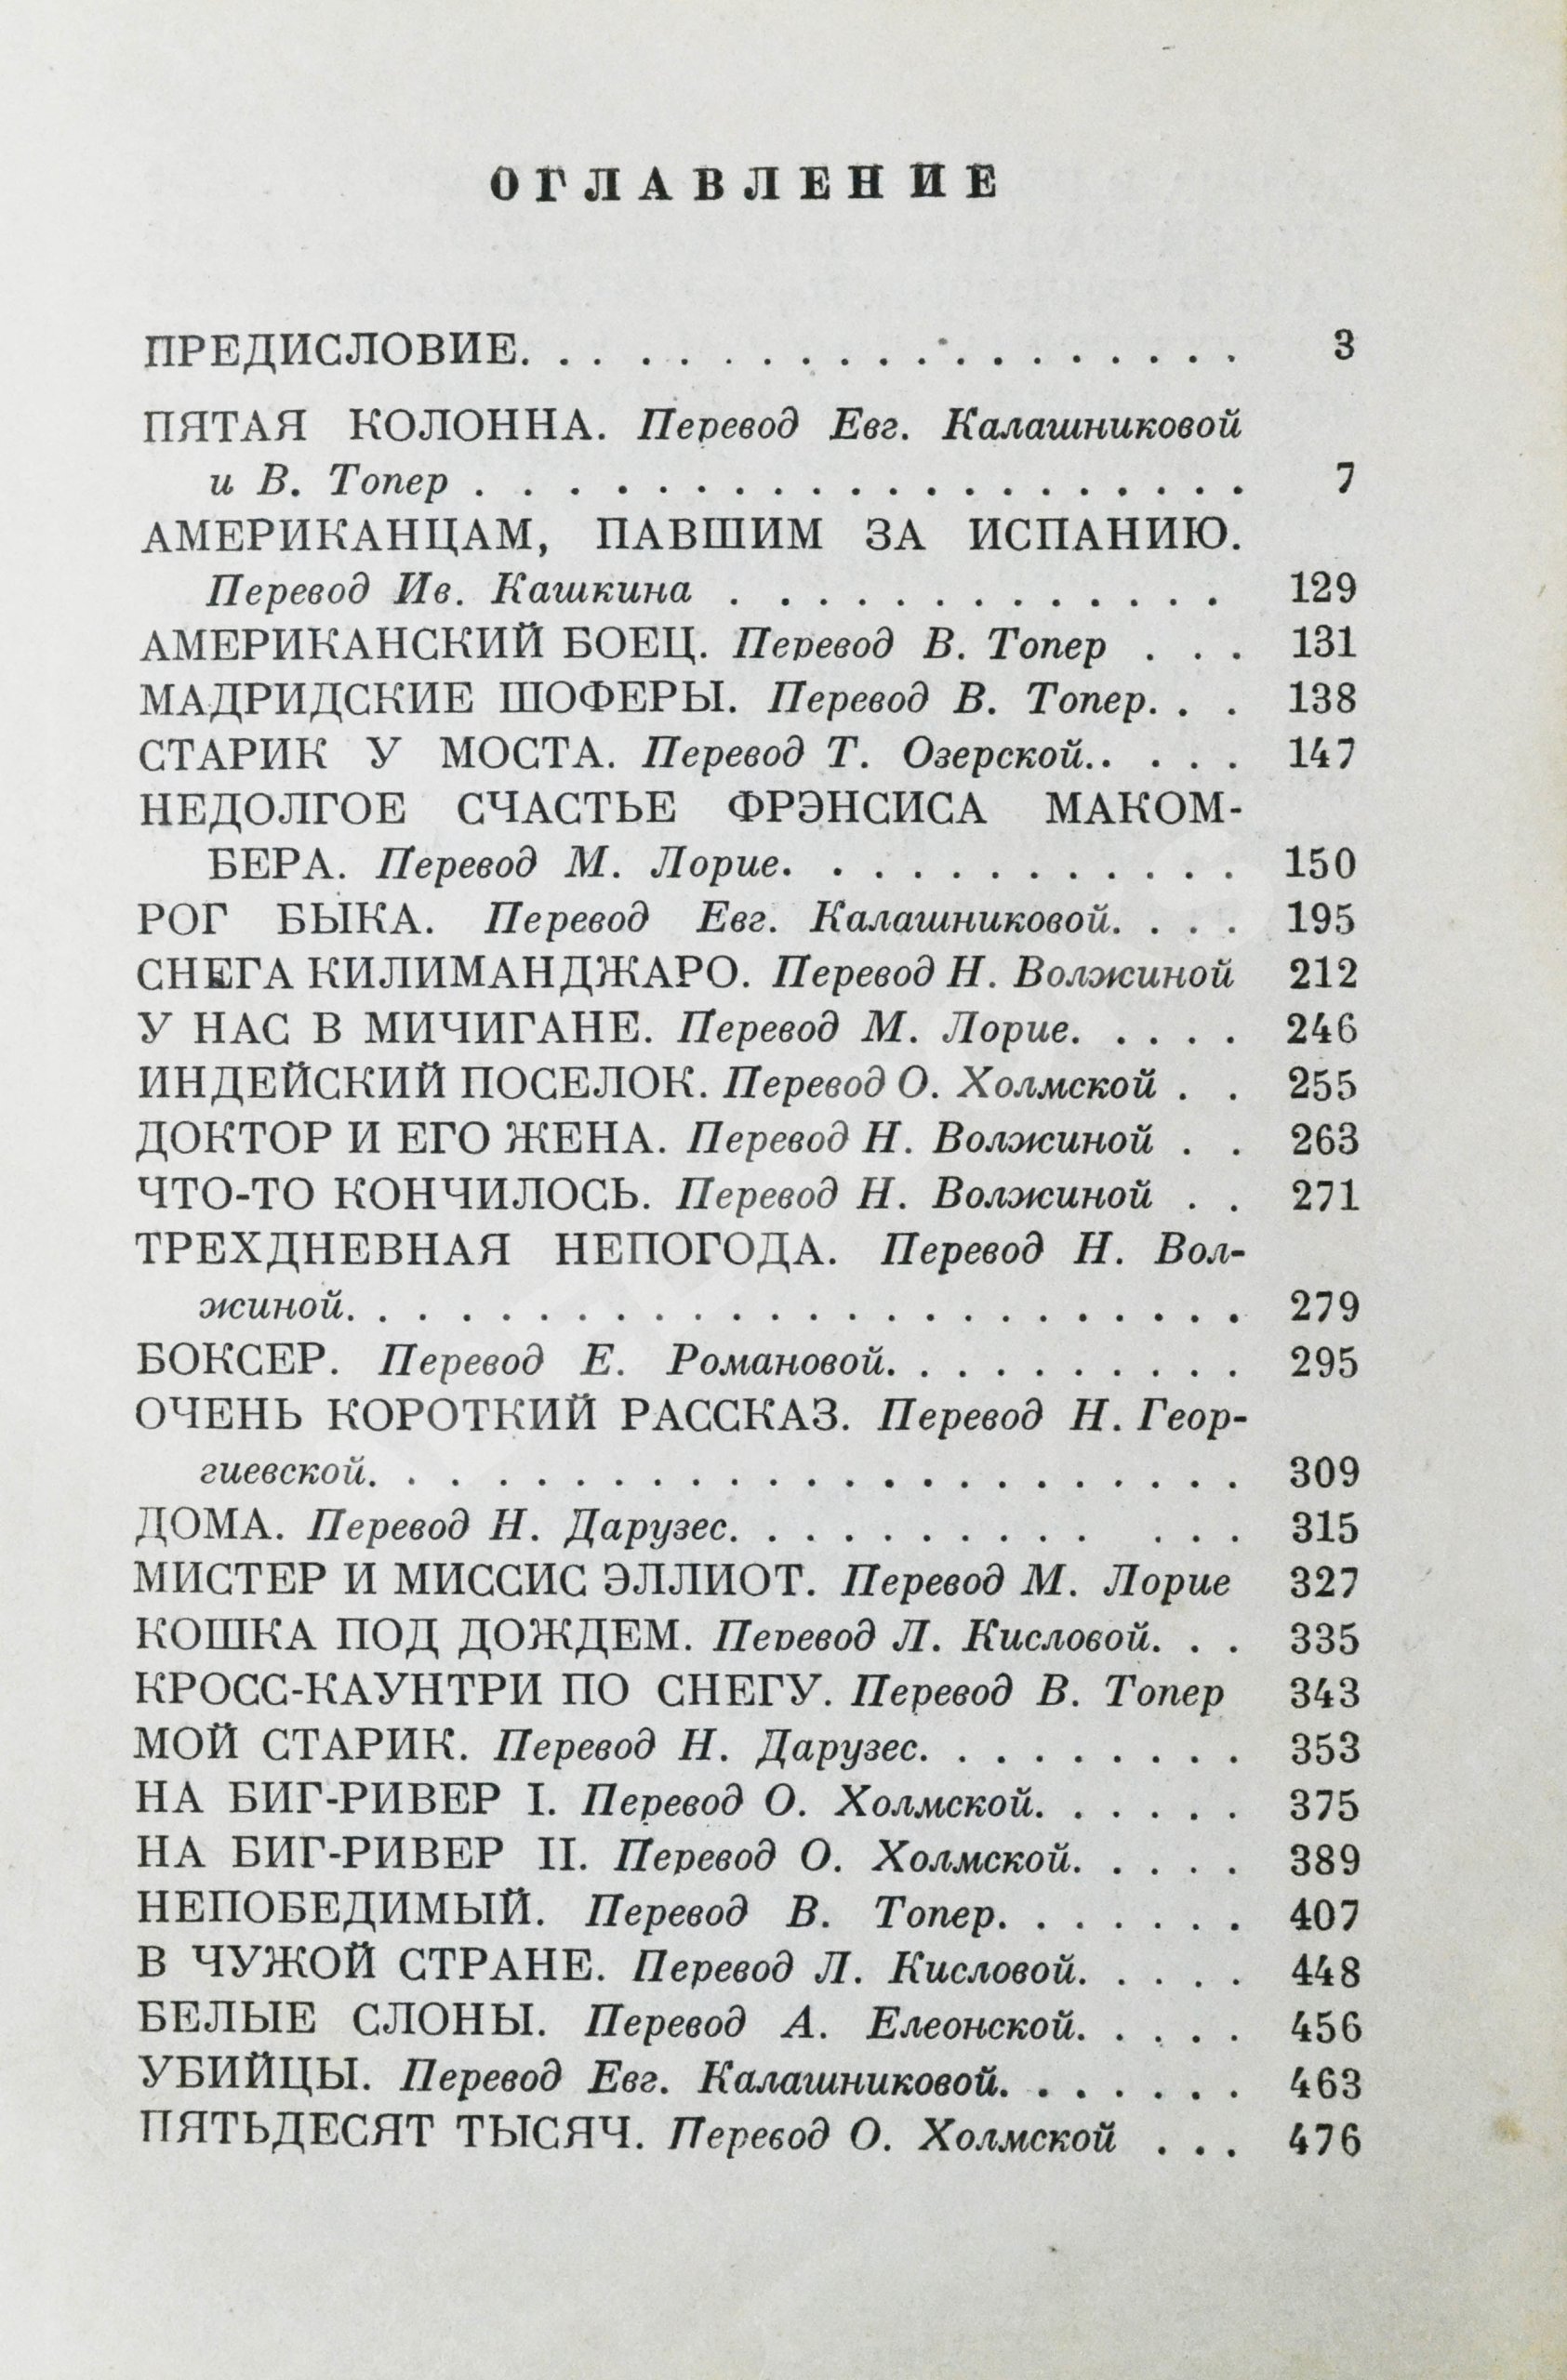 ОГЛАВЛЕНИЕ
ПРЕДИСЛОВИЕ. . . . . . . . . . . . . . . . . . . 3
ПЯТАЯ КОЛОННА. Перевод Евг. Калашниковой
и В. Топер . . . . . . . . . . . . . . . . . . . . 7
АМЕРИКАНЦАМ, ПАВШИМ ЗА ИСПАНИЮ.
Перевод Ив. Кашкина . . . . . . . . . . . . . 129
АМЕРИКАНСКИЙ БОЕЦ. Перевод В. Топер . . . 131
МАДРИДСКИЕ ШОФЕРЫ. Перевод В. Топер. . . 138
СТАРИК У МОСТА. Перевод Т. Озерской.. . . . 147
НЕДОЛГОЕ СЧАСТЬЕ ФРЭНСИСА МАКОМ-
БЕРА. Перевод М. Лорие. . . . . . . . . . . . 150
РОГ БЫКА. Перевод Евг. Калашниковой. . . . 195
СНЕГА КИЛИМАНДЖАРО. Перевод Н. Волжиной 212
У НАС В МИЧИГАНЕ. Перевод М. Лорие. . . . . 246
ИНДЕЙСКИЙ ПОСЕЛОК. Перевод О. Холмской . . 255
ДОКТОР И ЕГО ЖЕНА. Перевод Н. Волжиной . . 263
ЧТО-ТО КОНЧИЛОСЬ. Перевод Н. Волжиной . . 271
ТРЕХДНЕВНАЯ НЕПОГОДА. Перевод Н. Вол-
жиной. . . . . . . . . . . . . . . . . . . . . . . 279
БОКСЕР. Перевод Е. Романовой. . . . . . . . . . 295
ОЧЕНЬ КОРОТКИЙ РАССКАЗ. Перевод Н. Геор-
гиевской. . . . . . . . . . . . . . . . . . . . . . 309
ДОМА. Перевод Н. Дарузес. . . . . . . . . . . . . 315
МИСТЕР И МИССИС ЭЛЛИОТ. Перевод М. Лорие 327
КОШКА ПОД ДОЖДЕМ. Перевод Л. Кисловой. . . 335
КРОСС-КАУНТРИ ПО СНЕГУ. Перевод В. Топер 343
МОЙ СТАРИК. Перевод Н. Дарузес. . . . . . . . . 353
НА БИГ-РИВЕР I. Перевод О. Холмской. . . . . . 375
НА БИГ-РИВЕР II. Перевод О. Холмской. . . . . 389
НЕПОБЕДИМЫЙ. Перевод В. Топер. . . . . . . 407
В ЧУЖОЙ СТРАНЕ. Перевод Л. Кисловой. . . . . 448
БЕЛЫЕ СЛОНЫ. Перевод А. Елеонской. . . . . 456
УБИЙЦЫ. Перевод Евг. Калашниковой. . . . . . . 463
ПЯТЬДЕСЯТ ТЫСЯЧ. Перевод О. Холмской . . . 476